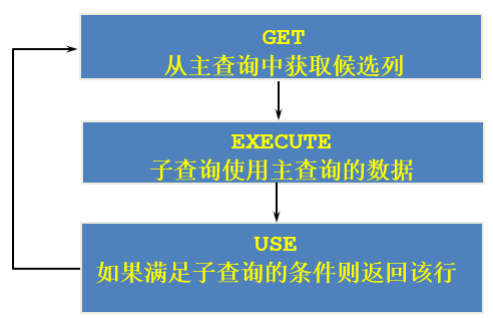 GET
从主查询中获取候选列
EXECUTE
子查询使用主查询的数据
USE
如果满足子查询的条件则返回该行